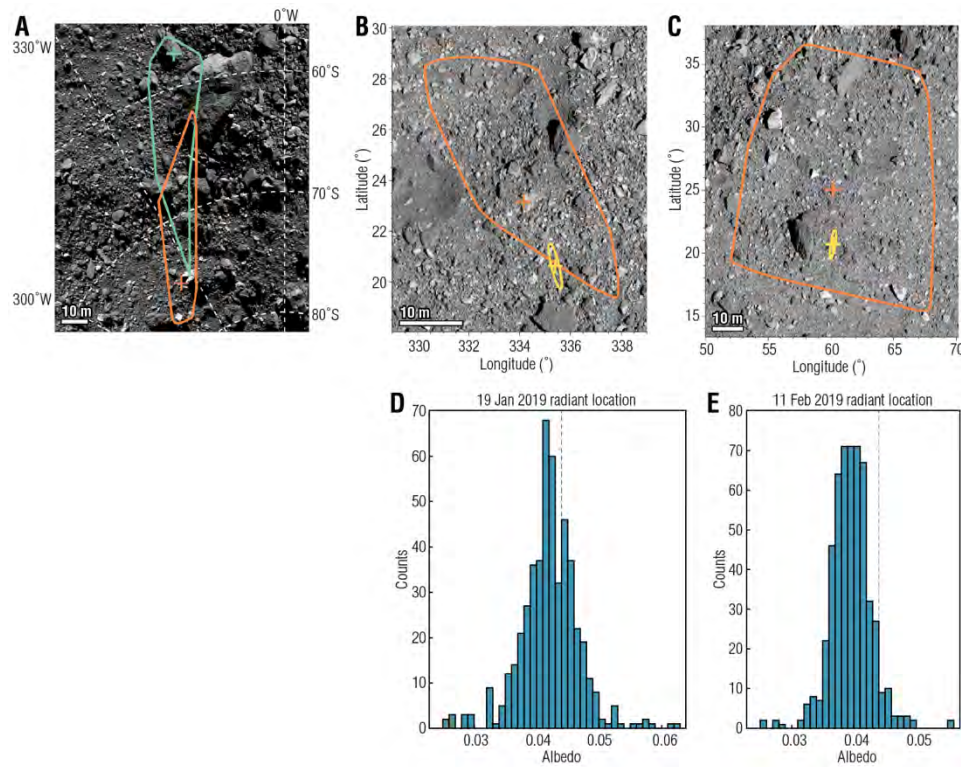 A
0°W
330°W
60°S
70°S
300°W
80°S
10 m
B
30
28
26
24
22
20
Latitude (°)
10 m
330
332
334
336
338
Longitude (°)
C
35
30
25
20
15
Latitude (°)
10 m
50
55
60
65
70
Longitude (°)
D
19 Jan 2019 radiant location
70
60
50
40
30
20
10
0
Counts
0.03
0.04
0.05
0.06
Albedo
E
11 Feb 2019 radiant location
80
70
60
50
40
30
20
10
0
Counts
0.03
0.04
0.05
Albedo